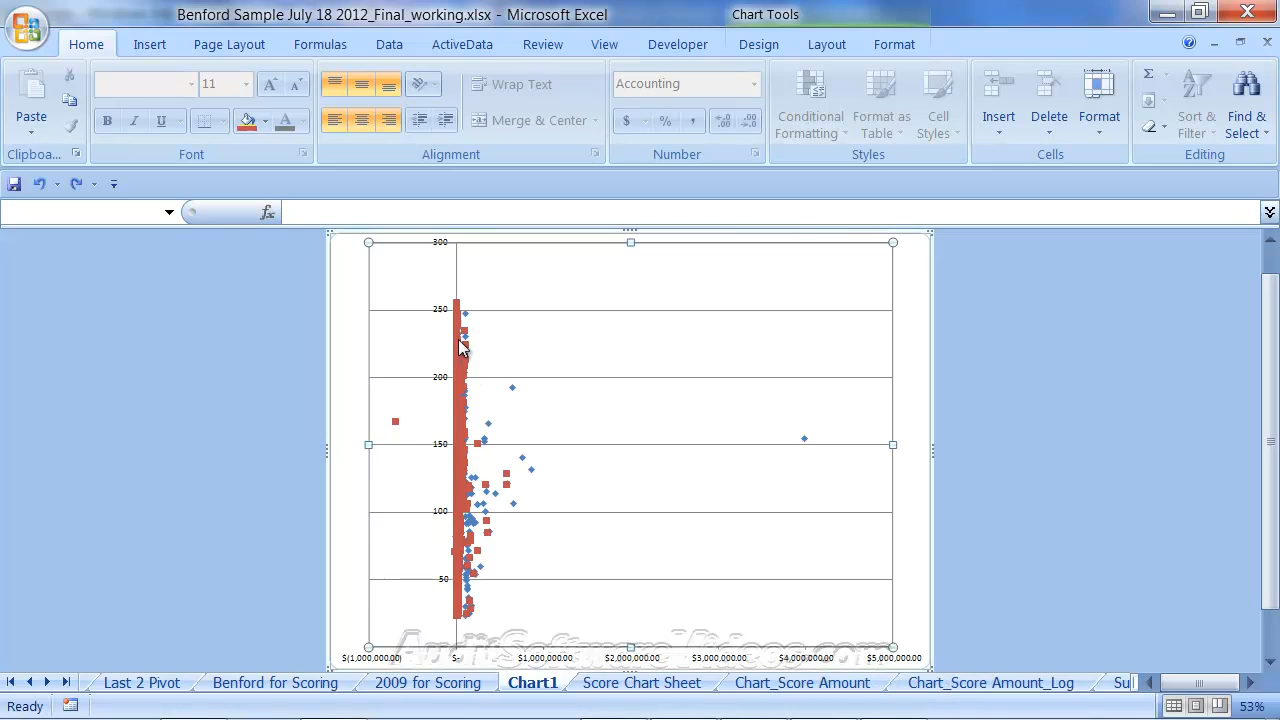 Benford Sample July 18 2012_Final_working.xlsx - Microsoft Excel
Chart Tools
Home
Insert
Page Layout
Formulas
Data
ActiveData
Review
View
Developer
Design
Layout
Format
11
Wrap Text
Accounting
Paste
B I U
Merge & Center
$ % ,
Conditional Formatting
Format as Table
Cell Styles
Insert
Delete
Format
Sort & Filter
Find & Select
Clipboa...
Font
Alignment
Number
Styles
Cells
Editing
fx
300
250
200
150
100
50
AuditSoftwareVideos.com
$(1,000,000.00)
$-
$1,000,000.00
$2,000,000.00
$3,000,000.00
$4,000,000.00
$5,000,000.00
Last 2 Pivot
Benford for Scoring
2009 for Scoring
Chart1
Score Chart Sheet
Chart_Score Amount
Chart_Score Amount_Log
Su
Ready
53%